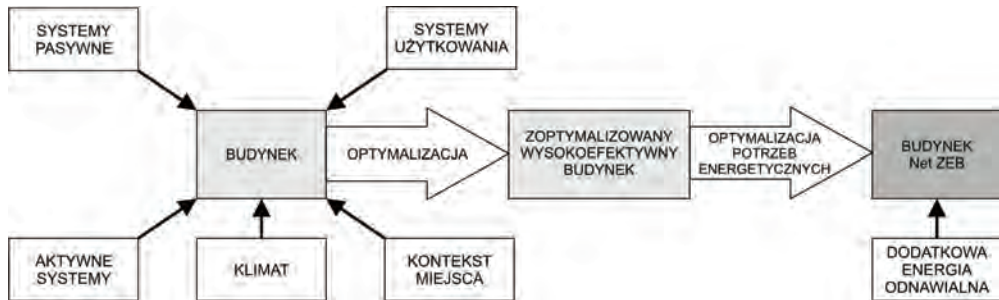 SYSTEMY
PASYWNE
SYSTEMY
UŻYTKOWANIA
BUDYNEK
OPTYMALIZACJA
ZOPTYMALIZOWANY
WYSOKOEFEKTYWNY
BUDYNEK
OPTYMALIZACJA
POTRZEB
ENERGETYCZNYCH
BUDYNEK
Net ZEB
AKTYWNE
SYSTEMY
KLIMAT
KONTEKST
MIEJSCA
DODATKOWA
ENERGIA
ODNAWIALNA